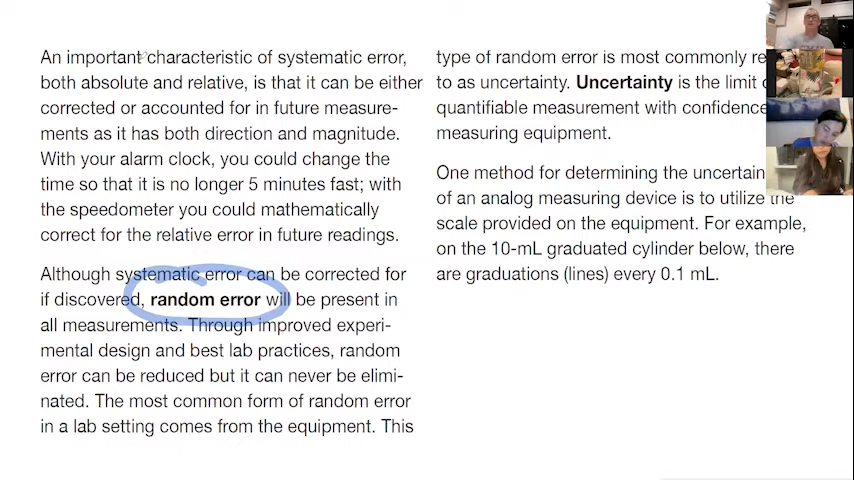 An important characteristic of systematic error,
both absolute and relative, is that it can be either
corrected or accounted for in future measure-
ments as it has both direction and magnitude.
With your alarm clock, you could change the
time so that it is no longer 5 minutes fast; with
the speedometer you could mathematically
correct for the relative error in future readings.
Although systematic error can be corrected for
if discovered, random error will be present in
all measurements. Through improved experi-
mental design and best lab practices, random
error can be reduced but it can never be elimi-
nated. The most common form of random error
in a lab setting comes from the equipment. This
type of random error is most commonly
to as uncertainty. Uncertainty is the limit
quantifiable measurement with confidence
measuring equipment.
One method for determining the
of an analog measuring device is to utilize the
scale provided on the equipment. For example,
on the 10-mL graduated cylinder below, there
are graduations (lines) every 0.1 mL.